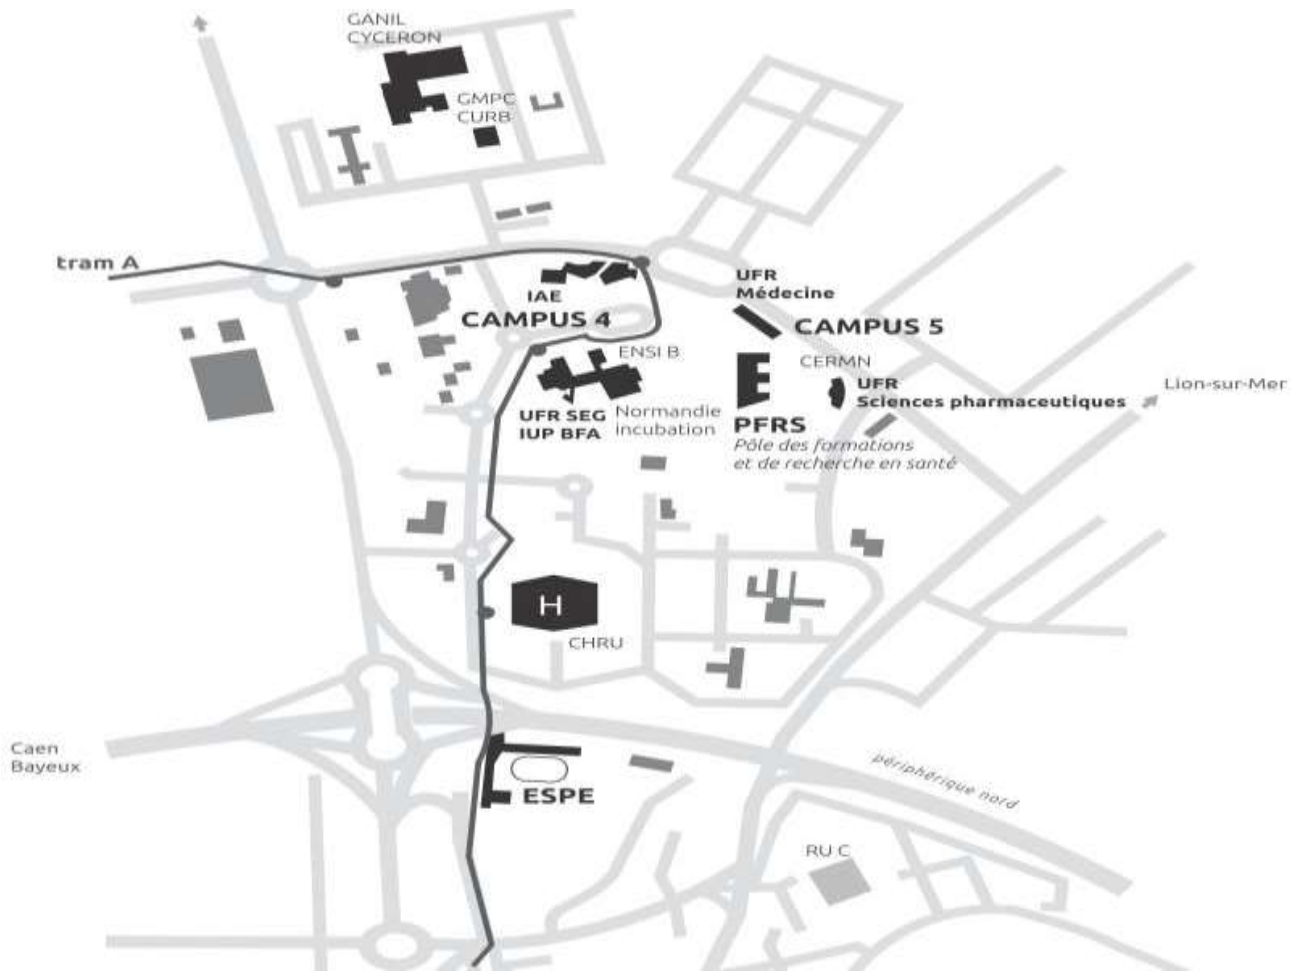 GANIL
CYCERON
GMPC
CURB
tram A
IAE
CAMPUS 4
UFR
Médecine
CAMPUS 5
ENSI B
CERMN
UFR
Sciences pharmaceutiques
Lion-sur-Mer
UFR SEG
IUP BFA
Normandie
incubation
PFRS
Pôle des formations
et de recherche en santé
H
CHRU
Caen
Bayeux
périphérique nord
ESPE
RU C